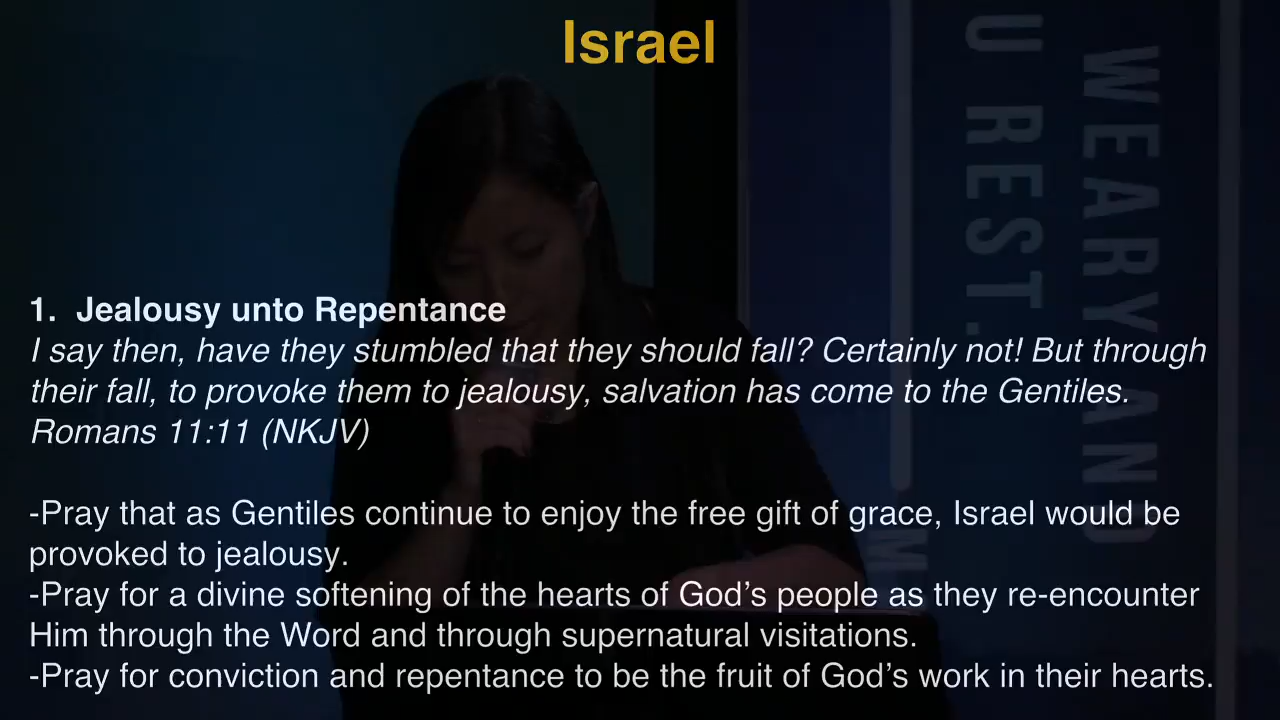 Israel
1. Jealousy unto Repentance
I say then, have they stumbled that they should fall? Certainly not! But through
their fall, to provoke them to jealousy, salvation has come to the Gentiles.
Romans 11:11 (NKJV)
-Pray that as Gentiles continue to enjoy the free gift of grace, Israel would be
provoked to jealousy.
-Pray for a divine softening of the hearts of God’s people as they re-encounter
Him through the Word and through supernatural visitations.
-Pray for conviction and repentance to be the fruit of God’s work in their hearts.
WEARY AND
U REST.
M